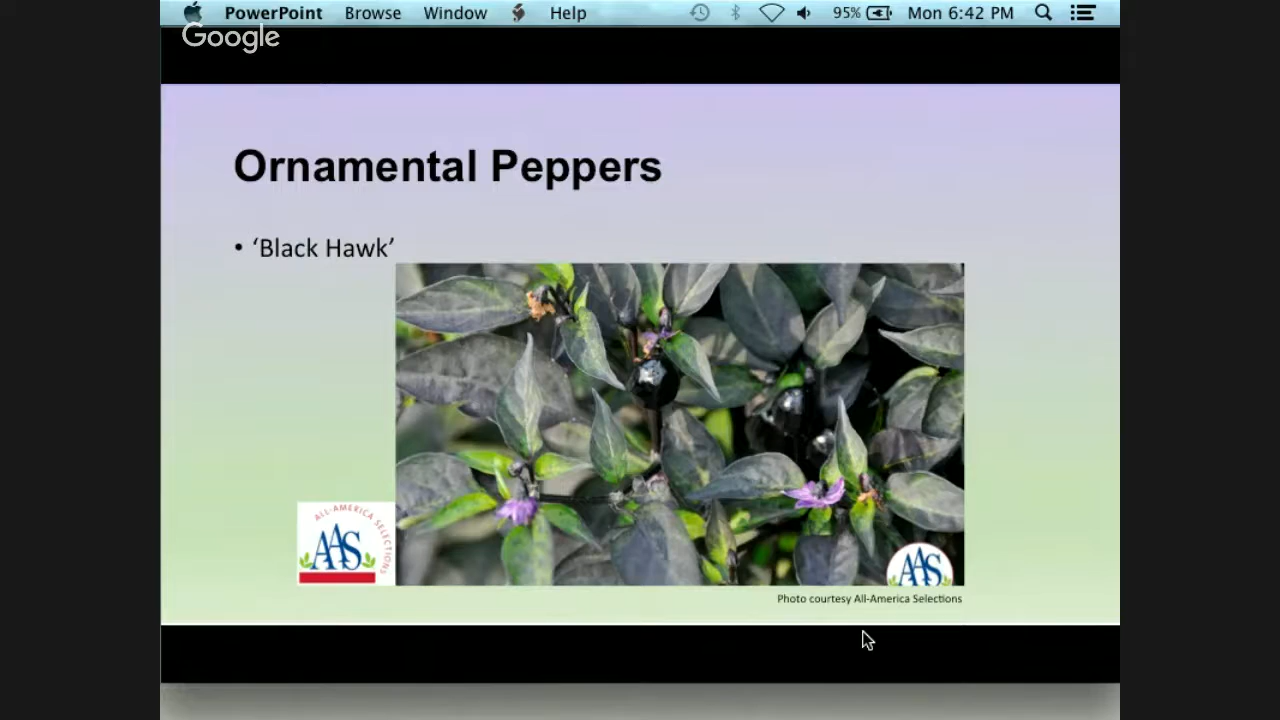 PowerPoint Browse Window Help 95% Mon 6:42 PM
Google
Ornamental Peppers
• ‘Black Hawk’
ALL-AMERICA SELECTIONS
AAS
AAS
Photo courtesy All-America Selections